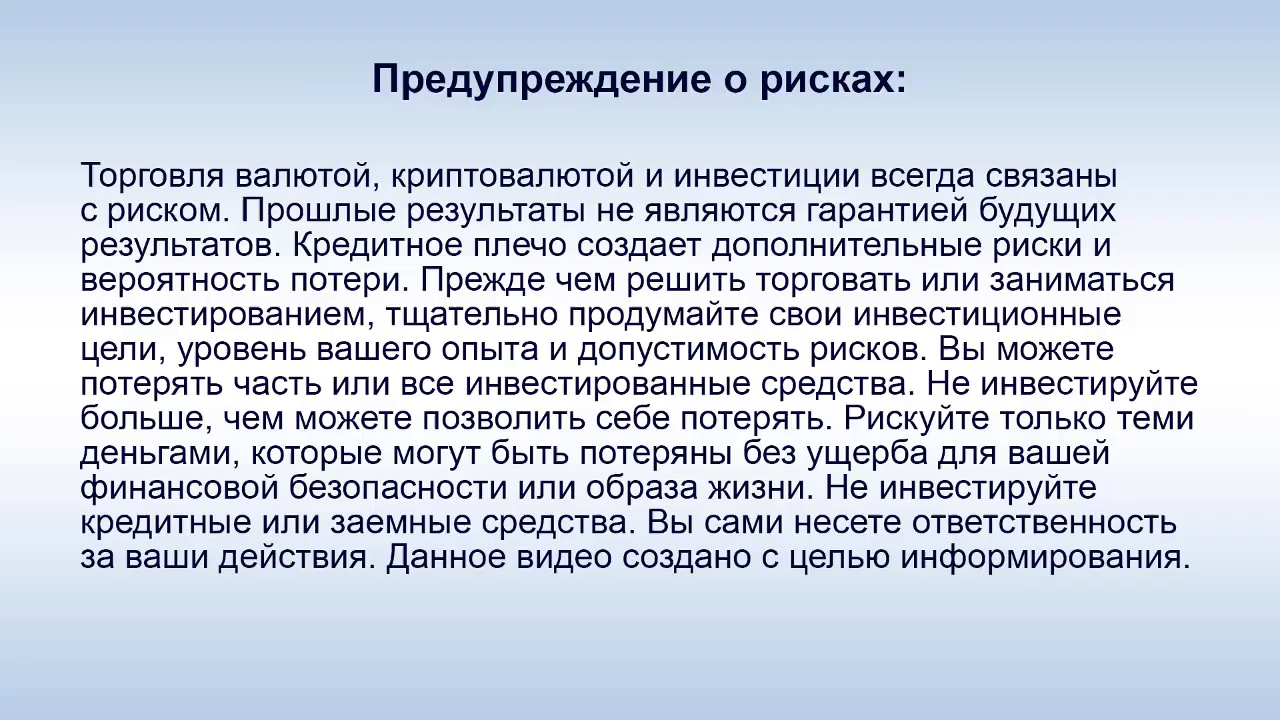 Предупреждение о рисках:
Торговля валютой, криптовалютой и инвестиции всегда связаны
с риском. Прошлые результаты не являются гарантией будущих
результатов. Кредитное плечо создает дополнительные риски и
вероятность потери. Прежде чем решить торговать или заниматься
инвестированием, тщательно продумайте свои инвестиционные
цели, уровень вашего опыта и допустимость рисков. Вы можете
потерять часть или все инвестированные средства. Не инвестируйте
больше, чем можете позволить себе потерять. Рискуйте только теми
деньгами, которые могут быть потеряны без ущерба для вашей
финансовой безопасности или образа жизни. Не инвестируйте
кредитные или заемные средства. Вы сами несете ответственность
за ваши действия. Данное видео создано с целью информирования.